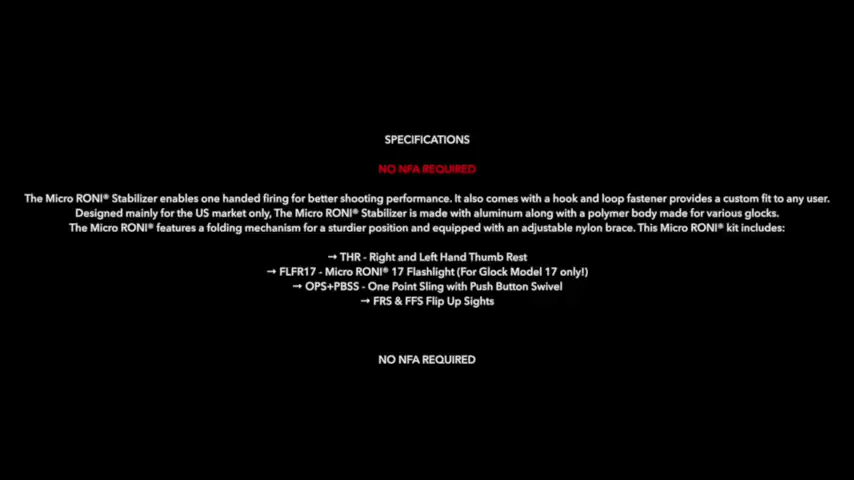 SPECIFICATIONS
NO NFA REQUIRED
The Micro RONI® Stabilizer enables one handed firing for better shooting performance. It also comes with a hook and loop fastener provides a custom fit to any user.
Designed mainly for the US market only, The Micro RONI® Stabilizer is made with aluminum along with a polymer body made for various glocks.
The Micro RONI® features a folding mechanism for a sturdier position and equipped with an adjustable nylon brace. This Micro RONI® kit includes:
→ THR - Right and Left Hand Thumb Rest
→ FLFR17 - Micro RONI® 17 Flashlight (For Glock Model 17 only!)
→ OPS+PBSS - One Point Sling with Push Button Swivel
→ FRS & FFS Flip Up Sights
NO NFA REQUIRED